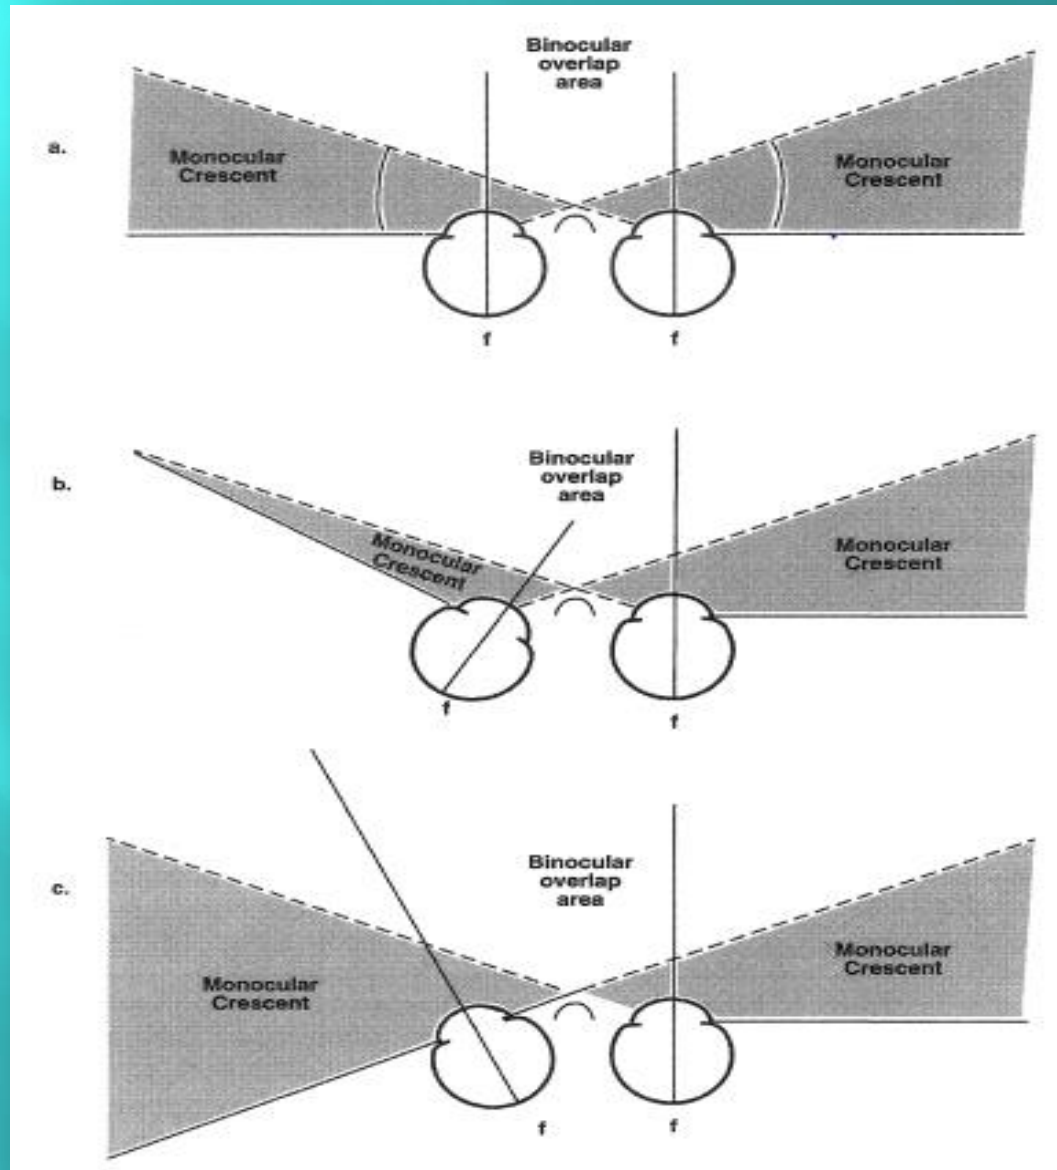 Binocular
overlap
area
a.
Monocular
Crescent
Monocular
Crescent
f
f
b.
Binocular
overlap
area
Monocular
Crescent
Monocular
Crescent
f
f
c.
Binocular
overlap
area
Monocular
Crescent
Monocular
Crescent
f
f